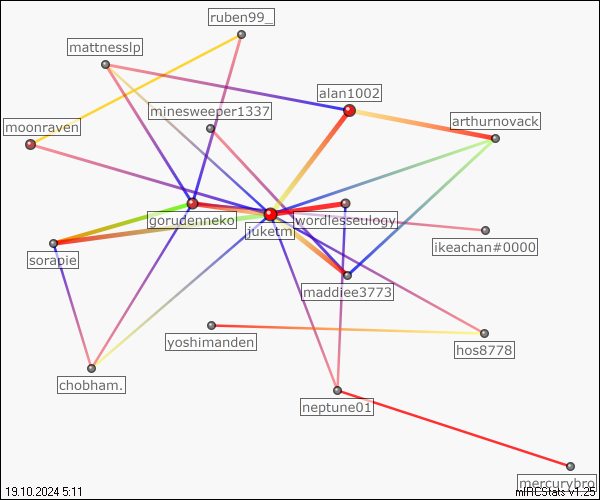 ruben99_
mattnesslp
alan1002
minesweeper1337
arthurnovack
moonraven
gorudenneko
wordlesseulogy
juketm
ikeachan#0000
sorapie
maddiee3773
yoshimanden
hos8778
chobham.
neptune01
mercurybro
19.10.2024 5:11
mIRCStats v1.25